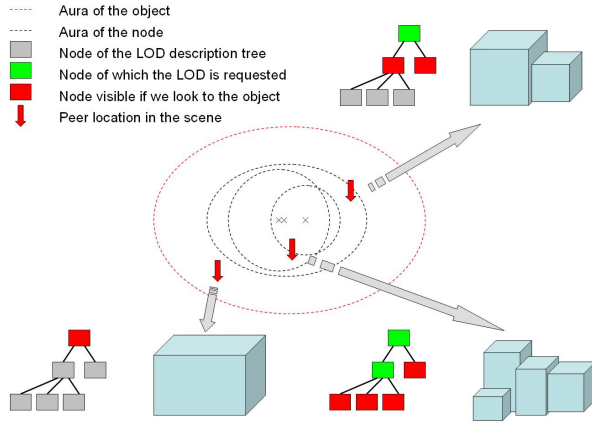 Aura of the object
Aura of the node
Node of the LOD description tree
Node of which the LOD is requested
Node visible if we look to the object
Peer location in the scene